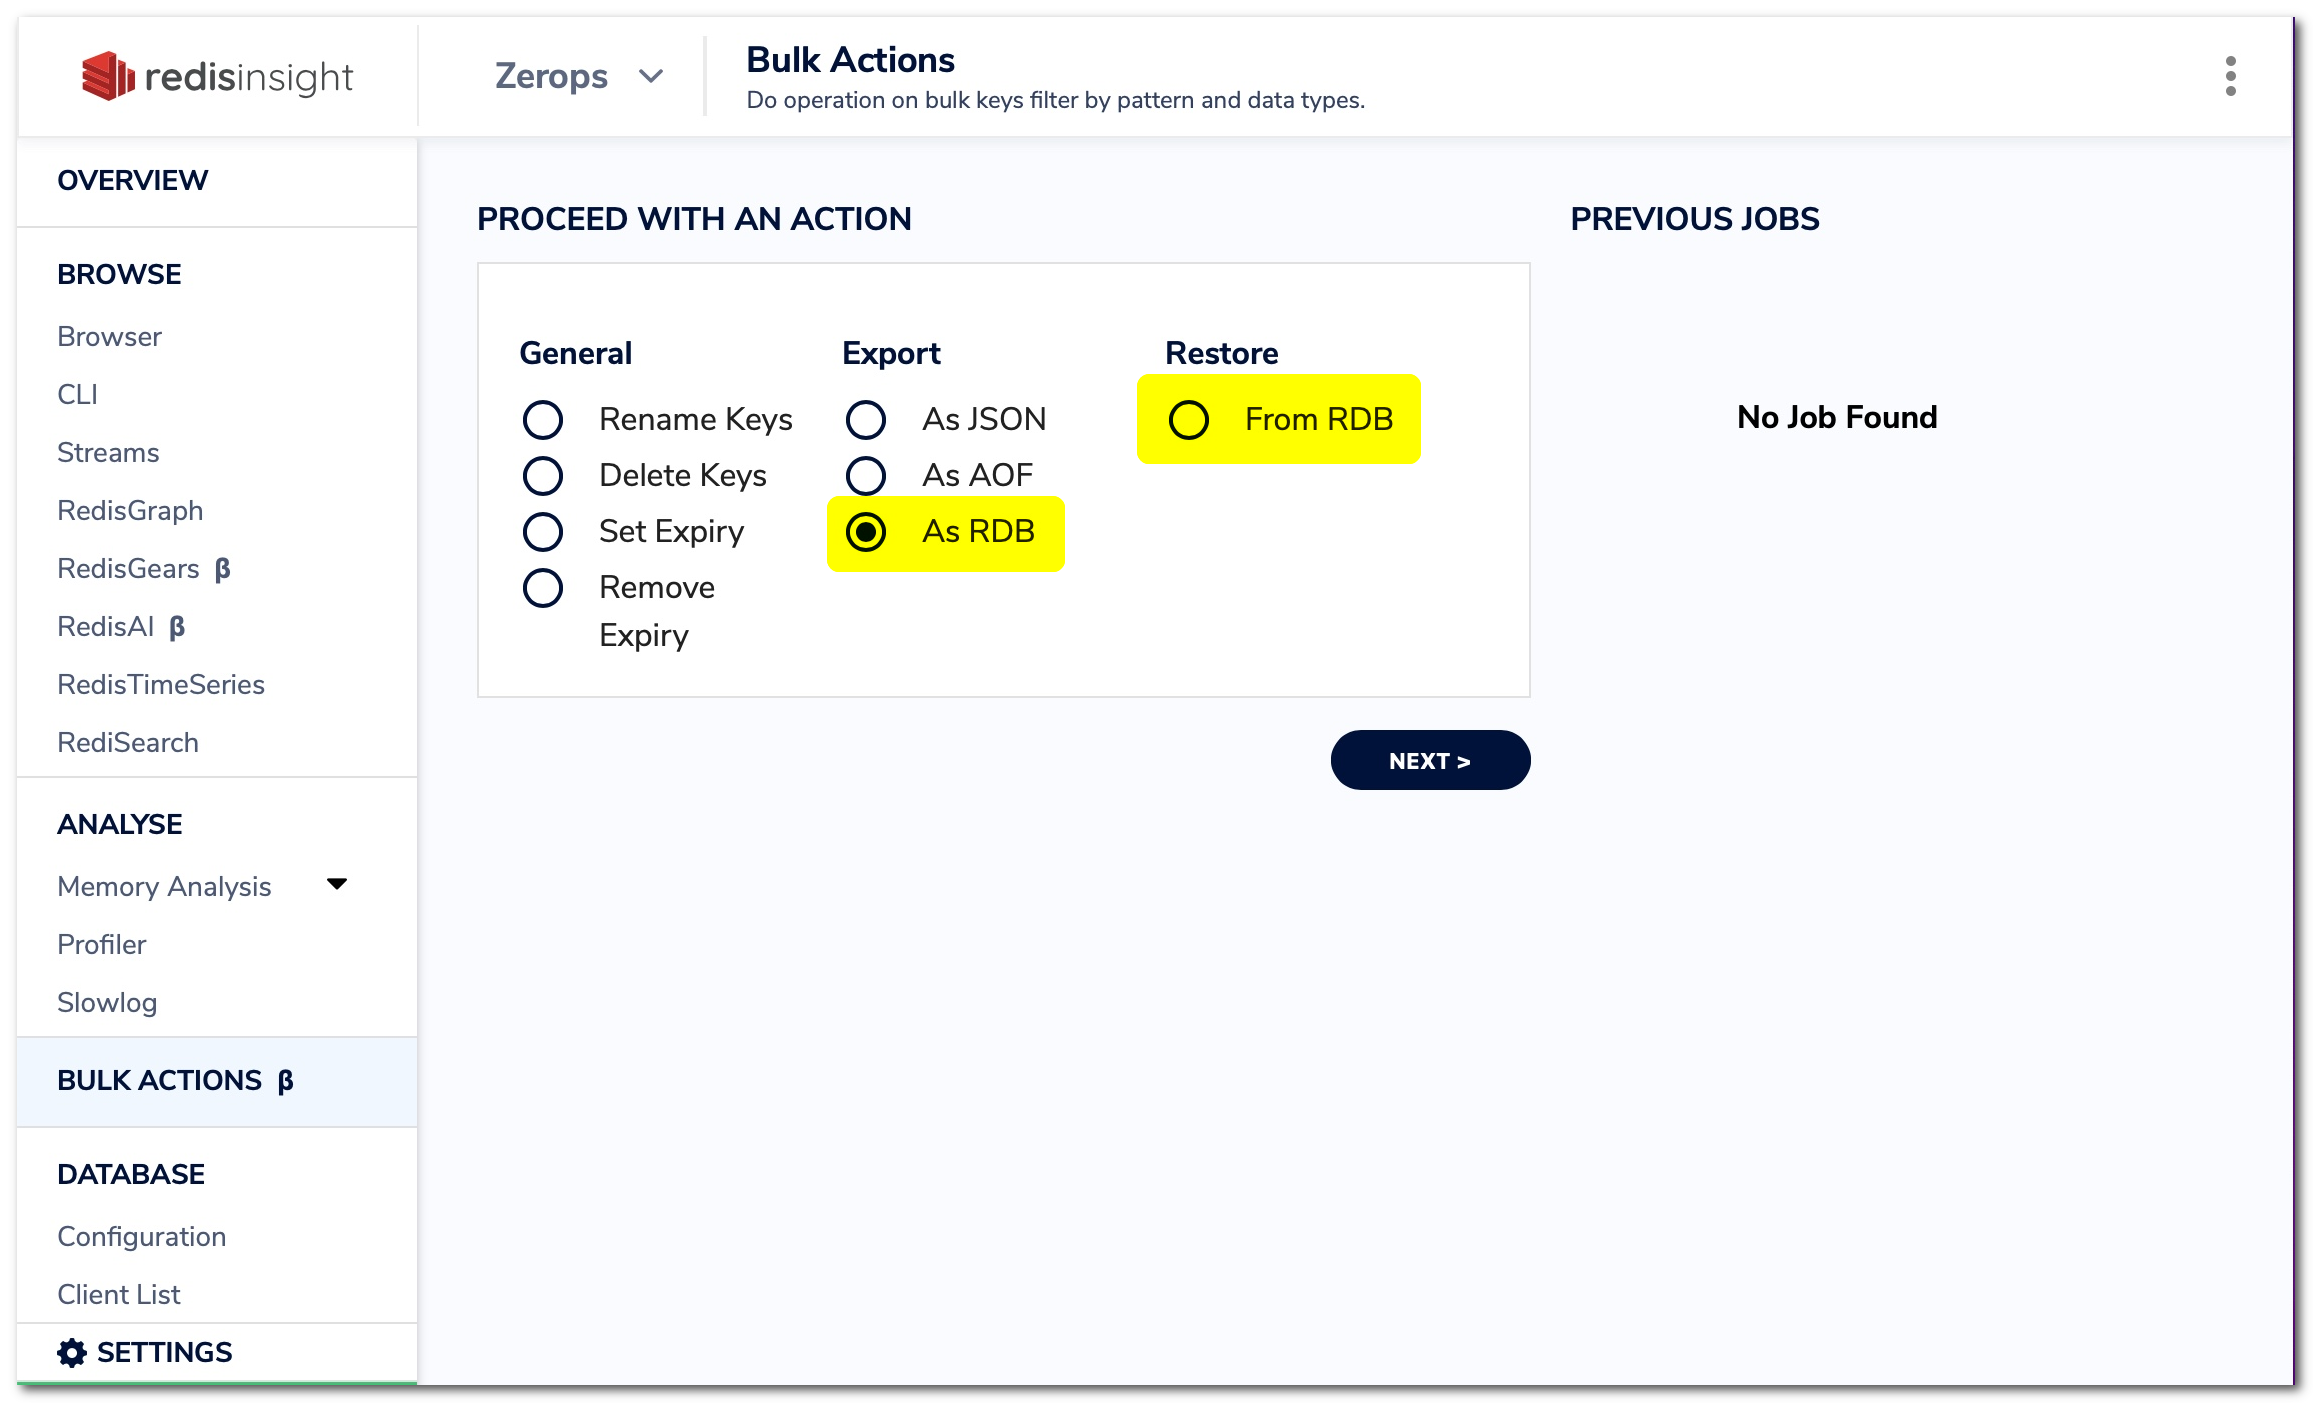 redisinsight
Zerops
Bulk Actions
Do operation on bulk keys filter by pattern and data types.
OVERVIEW
BROWSE
Browser
CLI
Streams
RedisGraph
RedisGears β
RedisAI β
RedisTimeSeries
RediSearch
ANALYSE
Memory Analysis
Profiler
Slowlog
BULK ACTIONS β
DATABASE
Configuration
Client List
SETTINGS
PROCEED WITH AN ACTION
General
Rename Keys
Delete Keys
Set Expiry
Remove
Expiry
Export
As JSON
As AOF
As RDB
Restore
From RDB
NEXT >
PREVIOUS JOBS
No Job Found